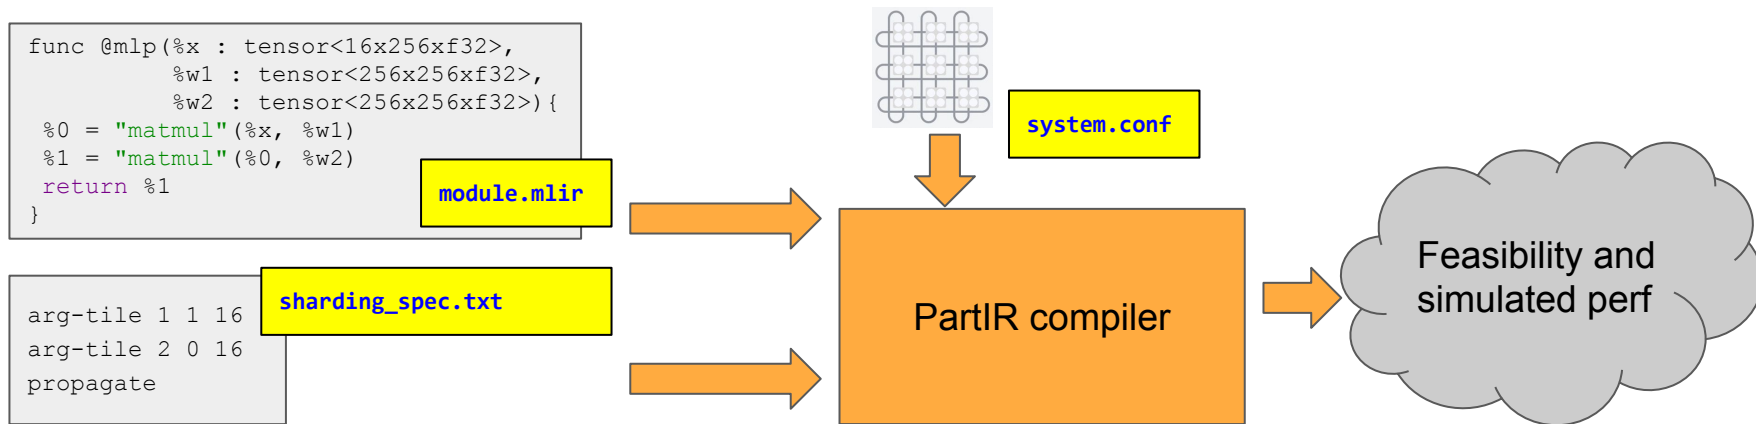 func @mlp(%x : tensor<16x256xf32>,
%w1 : tensor<256x256xf32>,
%w2 : tensor<256x256xf32>){
%0 = "matmul"(%x, %w1)
%1 = "matmul"(%0, %w2)
return %1
}
module.mlir
arg-tile 1 1 16
arg-tile 2 0 16
propagate
sharding_spec.txt
system.conf
PartIR compiler
Feasibility and
simulated perf